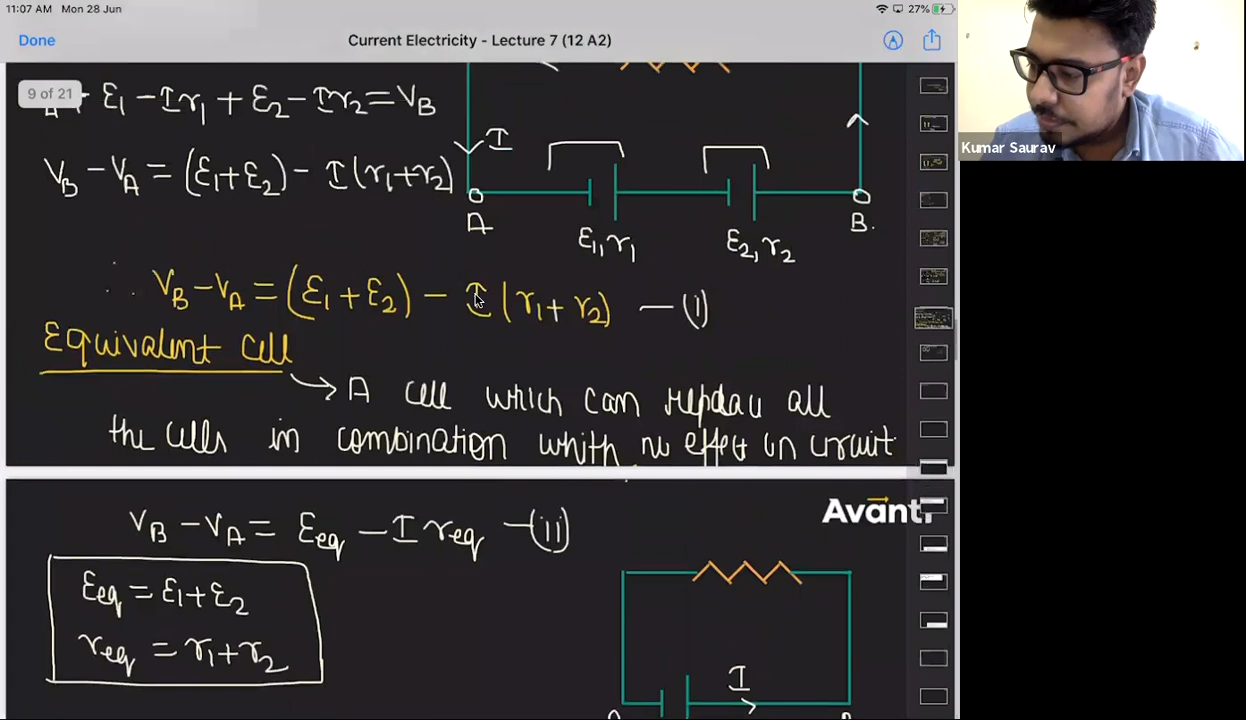 11:07 AM Mon 28 Jun
27%
Done
Current Electricity - Lecture 7 (12 A2)
9 of 21
Kumar Saurav
+ ε1 - Ir1 + ε2 - Ir2 = VB
VB - VA = (ε1+ε2) - I(r1+r2)
I
A
B.
ε1, r1
ε2, r2
∴ VB - VA = (ε1 + ε2) - I(r1 + r2) — (i)
Equivalent Cell
→ A cell which can replace all
the cells in combination whith no effect on circuit
Avanti
VB - VA = εeq - I req - (ii)
εeq = ε1+ε2
req = r1+r2
I